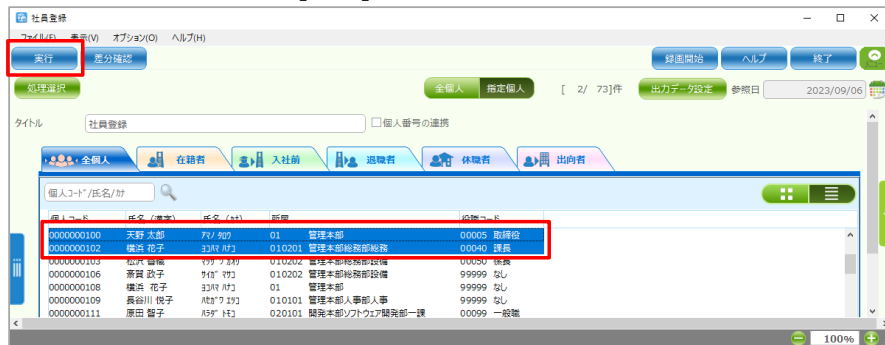 社員登録
ファイル(F) 表示(V) オプション(O) ヘルプ(H)
実行 差分確認 録画開始 ヘルプ 終了
処理選択 全個人 指定個人 [ 2/ 73]件 出力データ設定 参照日 2023/09/06
タイトル 社員登録 個人番号の連携
全個人 在籍者 入社前 退職者 休職者 出向者
個人コード/氏名/カナ
個人コード 氏名（漢字） 氏名（カナ） 所属 役職コード
0000000100 天野 太郎 アマノ タロウ 01 管理本部 00005 取締役
0000000102 横浜 花子 ヨコハマ ハナコ 010201 管理本部総務部総務 00040 課長
0000000103 010202 管理本部総務部設備 00050 係長
0000000106 斎賀 政子 サイガ マサコ 010202 管理本部総務部設備 99999 なし
0000000108 横浜 花子 ヨコハマ ハナコ 01 管理本部 99999 なし
0000000109 長谷川 悦子 ハセガワ エツコ 010101 管理本部人事部人事 99999 なし
0000000111 原田 智子 ハラダ トモコ 020101 開発本部ソフトウェア開発部一課 00099 一般職
100%